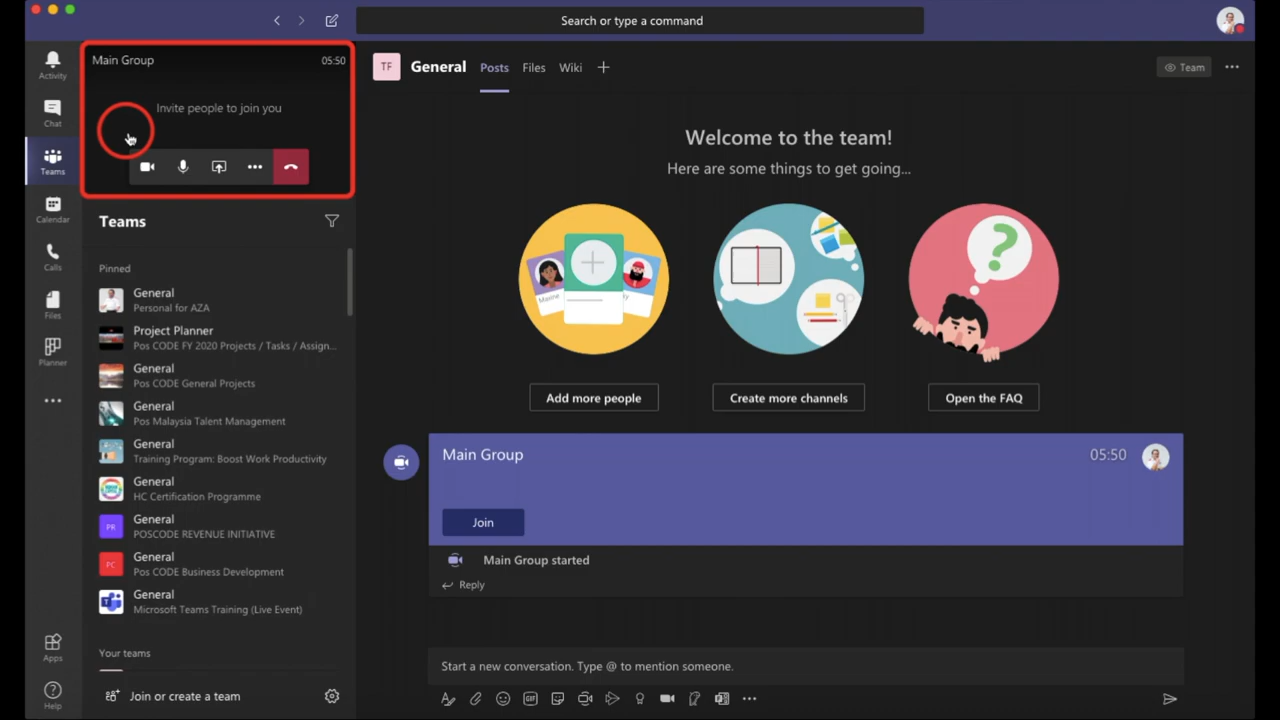 Search or type a command
Activity
Chat
Teams
Calendar
Calls
Files
Planner
Apps
Help
Main Group 05:50
Invite people to join you
Teams
Pinned
General
Personal for AZA
Project Planner
Pos CODE FY 2020 Projects / Tasks / Assign...
General
Pos CODE General Projects
General
Pos Malaysia Talent Management
General
Training Program: Boost Work Productivity
General
HC Certification Programme
PR
General
POSCODE REVENUE INITIATIVE
PC
General
Pos CODE Business Development
General
Microsoft Teams Training (Live Event)
Your teams
Join or create a team
TF General Posts Files Wiki Team
Welcome to the team!
Here are some things to get going...
Maxine
Add more people
Create more channels
Open the FAQ
Main Group 05:50
Join
Main Group started
Reply
Start a new conversation. Type @ to mention someone.
GIF